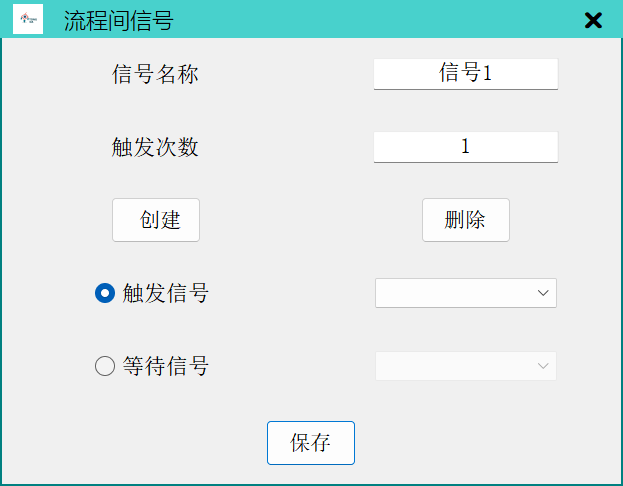 流程间信号
信号名称 信号1
触发次数 1
创建 删除
触发信号
等待信号
保存